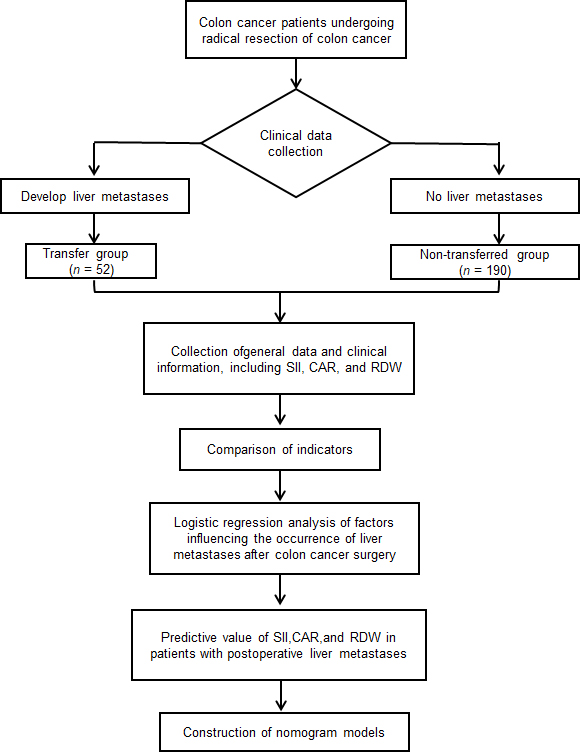 Colon cancer patients undergoing
radical resection of colon cancer
Clinical data
collection
Develop liver metastases
No liver metastases
Transfer group
(n = 52)
Non-transferred group
(n = 190)
Collection ofgeneral data and clinical
information, including SII, CAR, and RDW
Comparison of indicators
Logistic regression analysis of factors
influencing the occurrence of liver
metastases after colon cancer surgery
Predictive value of SII,CAR,and RDW in
patients with postoperative liver metastases
Construction of nomogram models